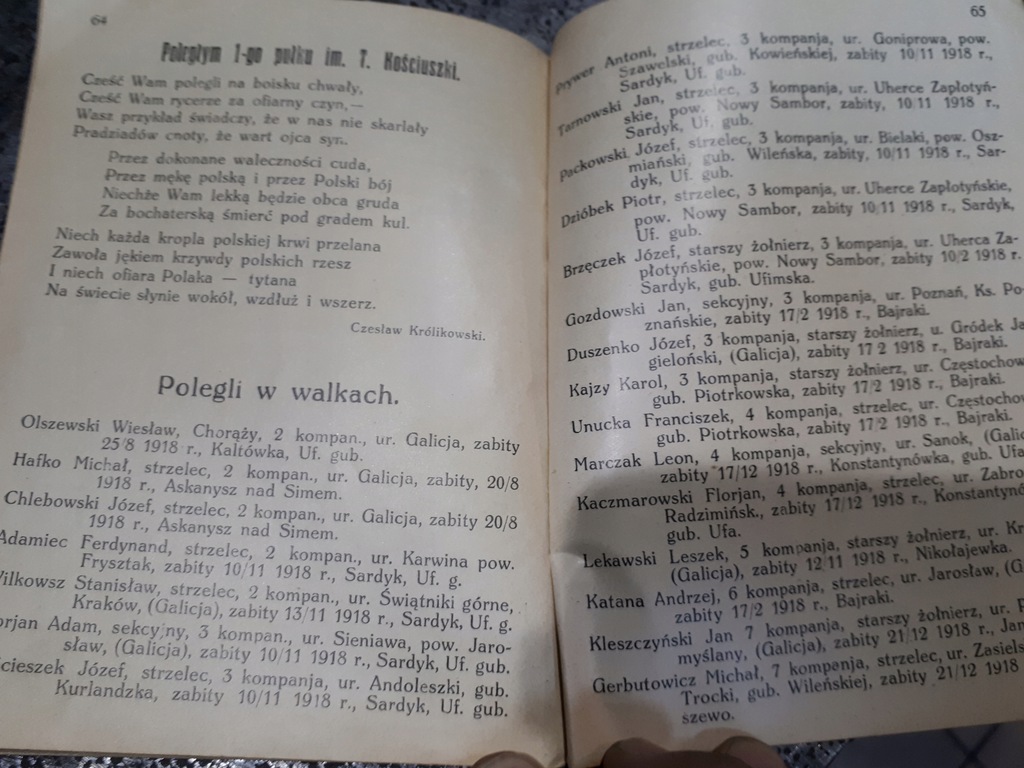 64
Poległym 1-go pułku im. T. Kościuszki.
Cześć Wam polegli na boisku chwały,
Cześć Wam rycerze za ofiarny czyn, —
Wasz przykład świadczy, że w nas nie skarlały
Pradziadów cnoty, że wart ojca syn.
Przez dokonane waleczności cuda,
Przez mękę polską i przez Polski bój
Niechże Wam lekką będzie obca gruda
Za bochaterską śmierć pod gradem kul.
Niech każda kropla polskiej krwi przelana
Zawoła jękiem krzywdy polskich rzesz
I niech ofiara Polaka — tytana
Na świecie słynie wokół, wzdłuż i wszerz.
Czesław Królikowski.
Polegli w walkach.
Olszewski Wiesław, Chorąży, 2 kompan., ur. Galicja, zabity
25/8 1918 r., Kaltówka, Uf. gub.
Hafko Michał, strzelec, 2 kompan., ur. Galicja, zabity, 20/8
1918 r., Askanysz nad Simem.
Chlebowski Józef, strzelec, 2 kompan., ur. Galicja, zabity 20/8
1918 r., Askanysz nad Simem.
Adamiec Ferdynand, strzelec, 2 kompan., ur. Karwina pow.
Frysztak, zabity 10/11 1918 r., Sardyk, Uf. g.
Wilkowsz Stanisław, strzelec, 2 kompan., ur. Świątniki górne,
Kraków, (Galicja), zabity 13/11 1918 r., Sardyk, Uf. g.
orjan Adam, sekcyjny, 3 kompan., ur. Sieniawa, pow. Jaro-
sław, (Galicja), zabity 10/11 1918 r., Sardyk, Uf. gub.
cieszek Józef, strzelec, 3 kompanja, ur. Andoleszki, gub.
Kurlandzka, zabity 10/11 1918 r., Sardyk, Uf. gub.
65
Prywer Antoni, strzelec, 3 kompanja, ur. Goniprowa, pow.
Szawelski, gub. Kowieńskiej, zabity 10/11 1918 r.,
Sardyk, Uf. gub.
Tarnowski Jan, strzelec, 3 kompanja, ur. Uherce Zapłotyń-
skie, pow. Nowy Sambor, zabity, 10/11 1918 r.,
Sardyk, Uf. gub.
Packowski Józef, strzelec, 3 kompanja, ur. Bielaki, pow. Osz-
miański, gub. Wileńska, zabity, 10/11 1918 r., Sar-
dyk, Uf. gub.
Dzióbek Piotr, strzelec, 3 kompanja, ur. Uherce Zapłotyńskie,
pow. Nowy Sambor, zabity 10/11 1918 r., Sardyk,
Uf. gub.
Brzęczek Józef, starszy żołnierz, 3 kompanja, ur. Uherca Za-
płotyńskie, pow. Nowy Sambor, zabity 10/2 1918 r.
Sardyk, gub. Ufimska.
Gozdowski Jan, sekcyjny, 3 kompanja, ur. Poznań, Ks. Po-
znańskie, zabity 17/2 1918 r., Bajraki.
Duszenko Józef, 3 kompanja, starszy żołnierz, u. Gródek Ja
gieloński, (Galicja), zabity 17 2 1918 r., Bajraki.
Kajzy Karol, 3 kompanja, starszy żołnierz, ur. Częstochow
gub. Piotrkowska, zabity 17/2 1918 r., Bajraki.
Unucka Franciszek, 4 kompanja, strzelec, ur. Częstochow
gub. Piotrkowska, zabity 17/2 1918 r., Bajraki.
Marczak Leon, 4 kompanja, sekcyjny, ur. Sanok, (Galic
zabity 17/12 1918 r., Konstantynówka, gub. Ufa
Kaczmarowski Florjan, 4 kompanja, strzelec, ur. Zabro
Radzimińsk., zabity 17/12 1918 r., Konstantynó
gub. Ufa.
Lekawski Leszek, 5 kompanja, starszy żołnierz, ur. Kr
(Galicja), zabity 12 11 1918 r., Nikołajewka.
Katana Andrzej, 6 kompanja, strzelec, ur. Jarosław, (G
zabity 17/2 1918 r., Bajraki.
Kleszczyński Jan 7 kompanja, starszy żołnierz, ur. P
myślany, (Galicja), zabity 21/12 1918 r., Jan
Gerbutowicz Michał, 7 kompanja, strzelec, ur. Zasiels
Trocki, gub. Wileńskiej, zabity 21/12 1918
szewo.